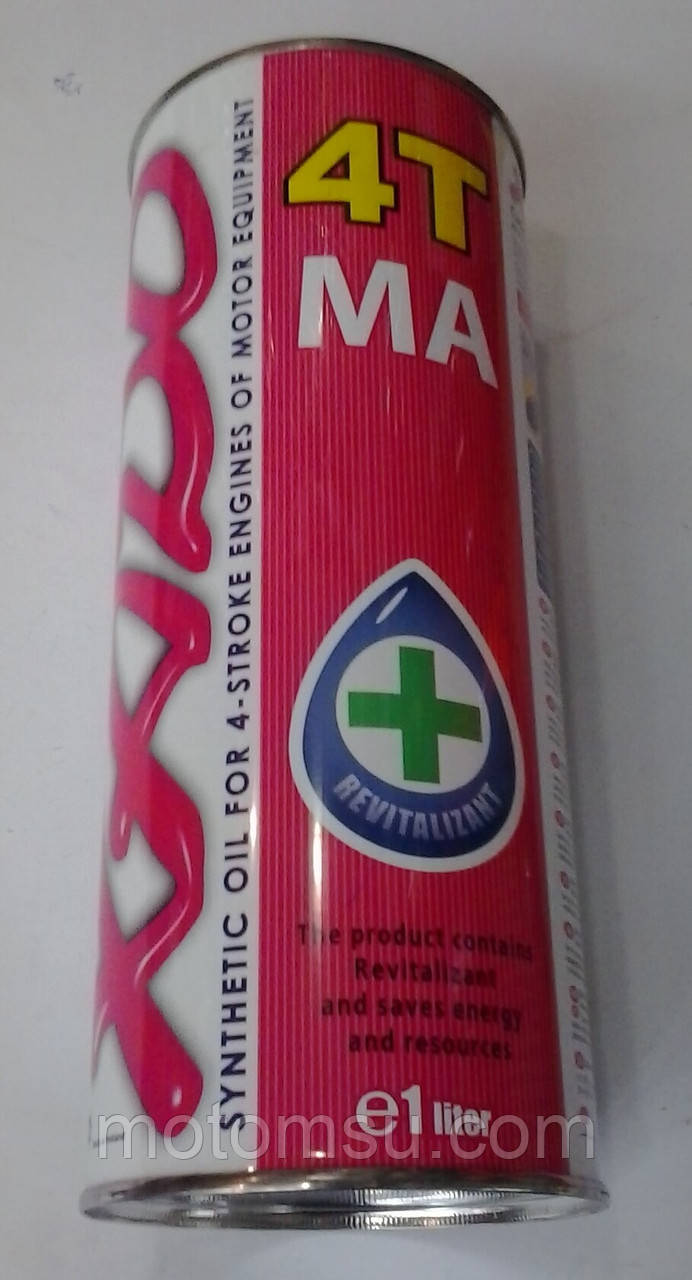 XADO
SYNTHETIC OIL FOR 4-STROKE ENGINES OF MOTOR EQUIPMENT
4T
MA
REVITALIZANT
The product contains
Revitalizant
and saves energy
and resources
e1 liter
motomsu.com